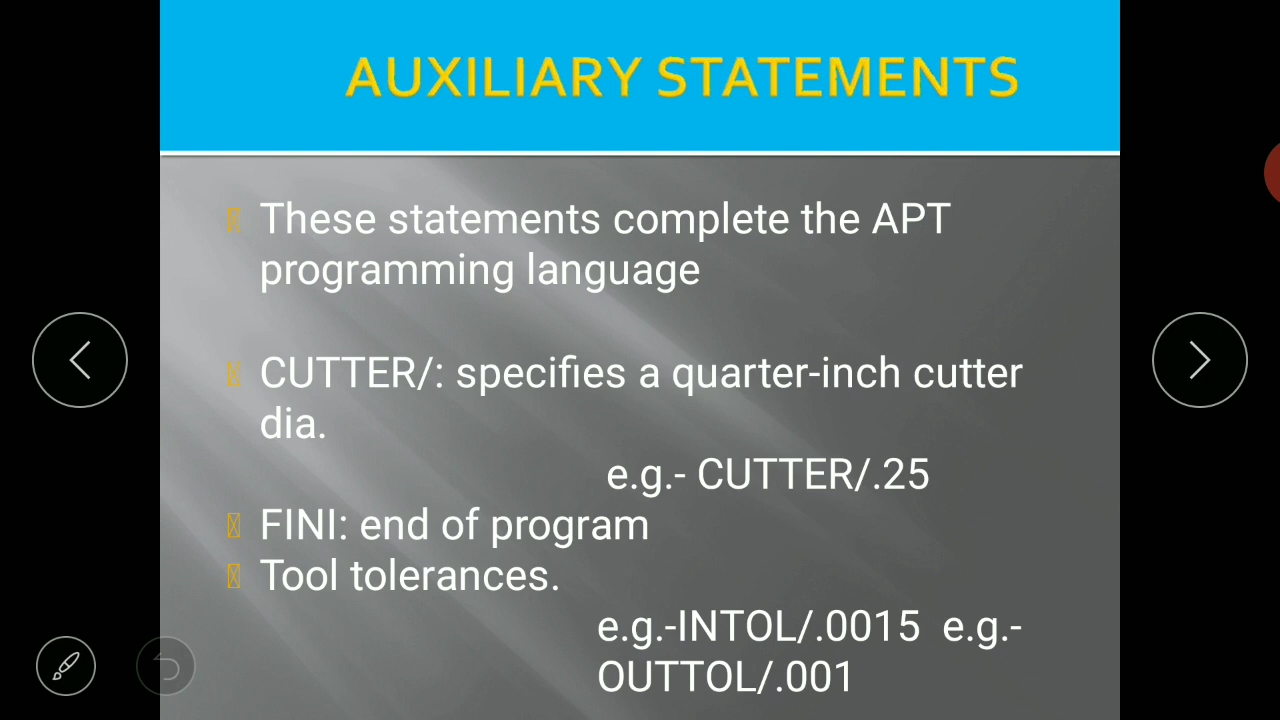 AUXILIARY STATEMENTS
These statements complete the APT
programming language
CUTTER/: specifies a quarter-inch cutter
dia.
e.g.- CUTTER/.25
FINI: end of program
Tool tolerances.
e.g.-INTOL/.0015  e.g.-
OUTTOL/.001